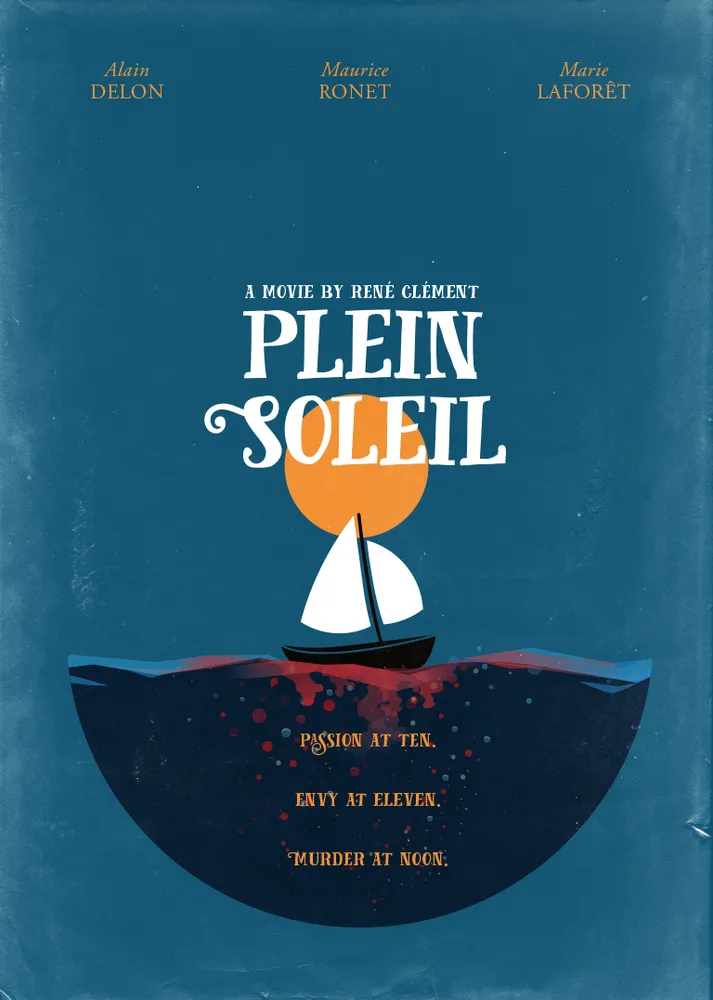 Alain Maurice Marie
DELON RONET LAFORÊT
A MOVIE BY RENÉ CLÉMENT
PLEIN
SOLEIL
PASSION AT TEN.
ENVY AT ELEVEN.
MURDER AT NOON.